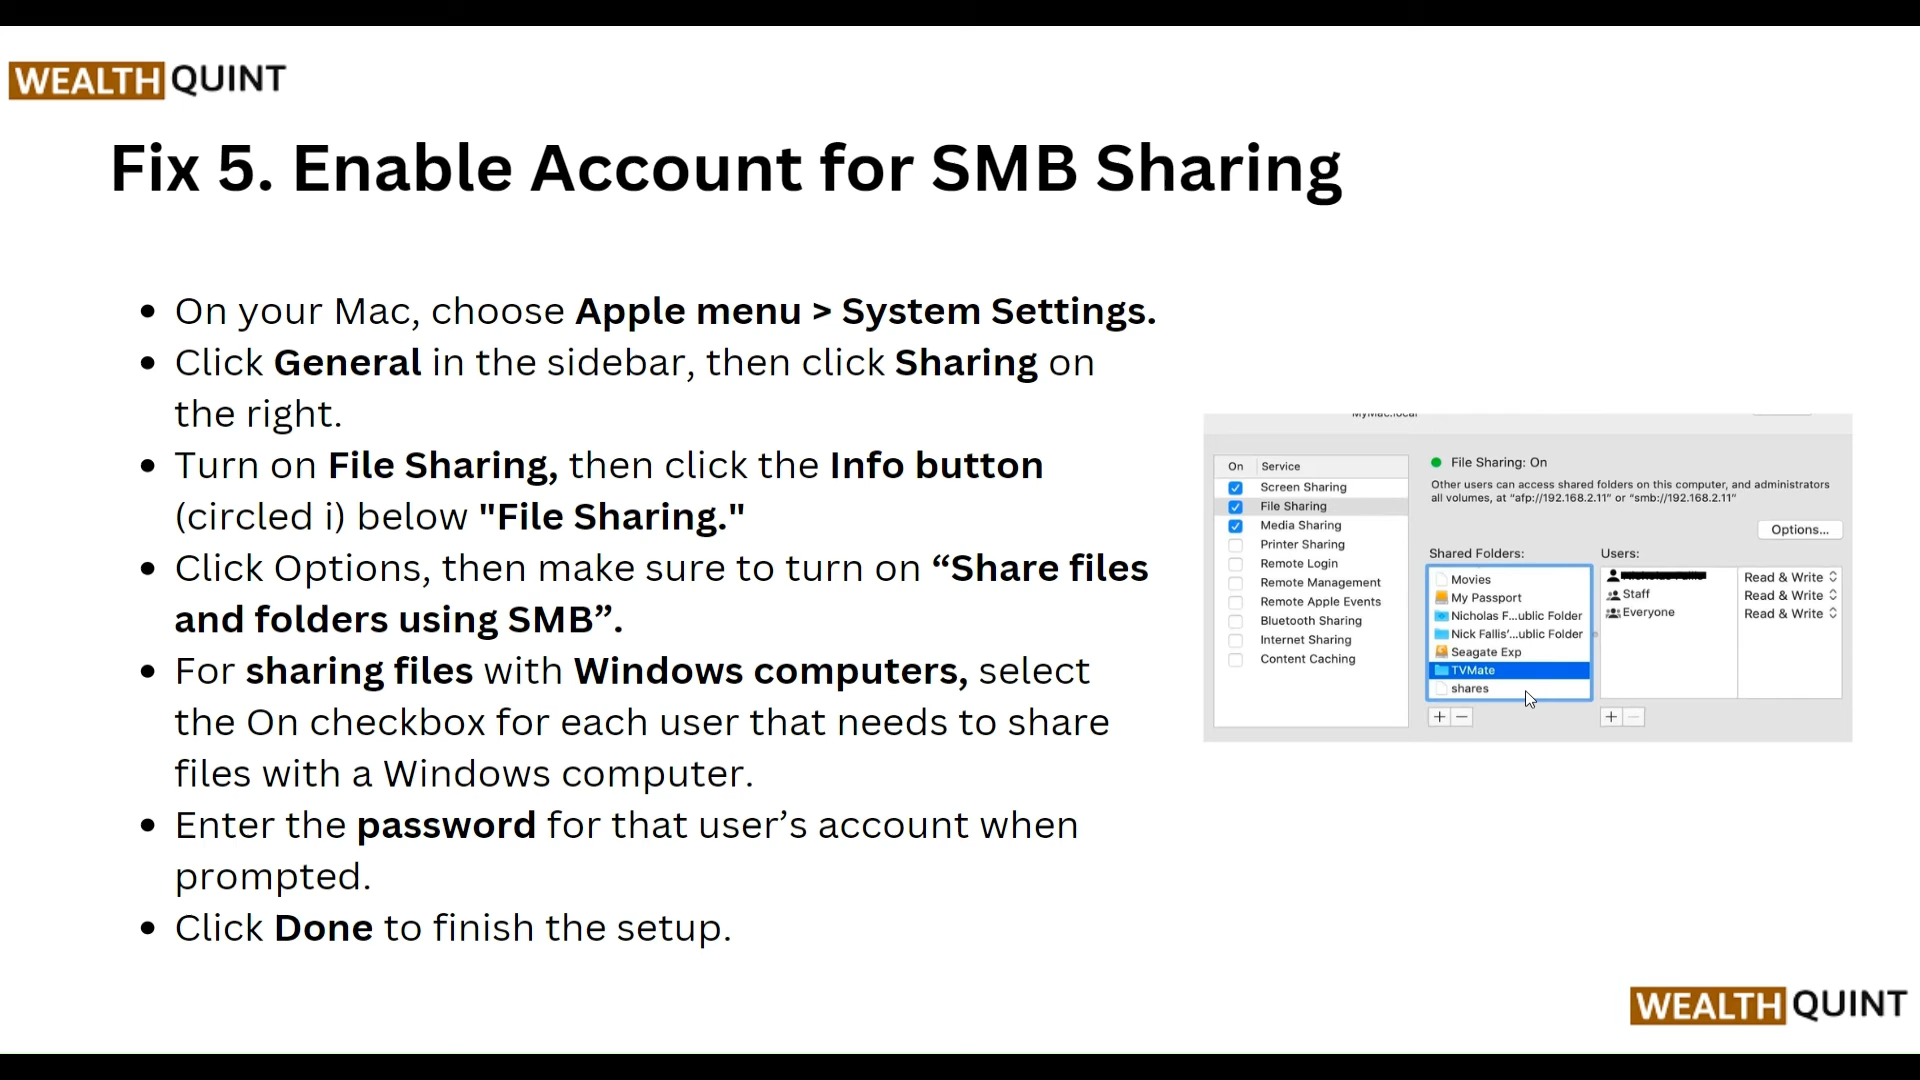 WEALTH QUINT
Fix 5. Enable Account for SMB Sharing
• On your Mac, choose Apple menu > System Settings.
• Click General in the sidebar, then click Sharing on
the right.
• Turn on File Sharing, then click the Info button
(circled i) below "File Sharing."
• Click Options, then make sure to turn on “Share files
and folders using SMB”.
• For sharing files with Windows computers, select
the On checkbox for each user that needs to share
files with a Windows computer.
• Enter the password for that user’s account when
prompted.
• Click Done to finish the setup.
MyMac.local
On Service
Screen Sharing
File Sharing
Media Sharing
Printer Sharing
Remote Login
Remote Management
Remote Apple Events
Bluetooth Sharing
Internet Sharing
Content Caching
File Sharing: On
Other users can access shared folders on this computer, and administrators
all volumes, at “afp://192.168.2.11” or “smb://192.168.2.11”
Options...
Shared Folders:
Movies
My Passport
Nicholas F...ublic Folder
Nick Fallis’...ublic Folder
Seagate Exp
TVMate
shares
Users:
Read & Write
Staff Read & Write
Everyone Read & Write
WEALTH QUINT